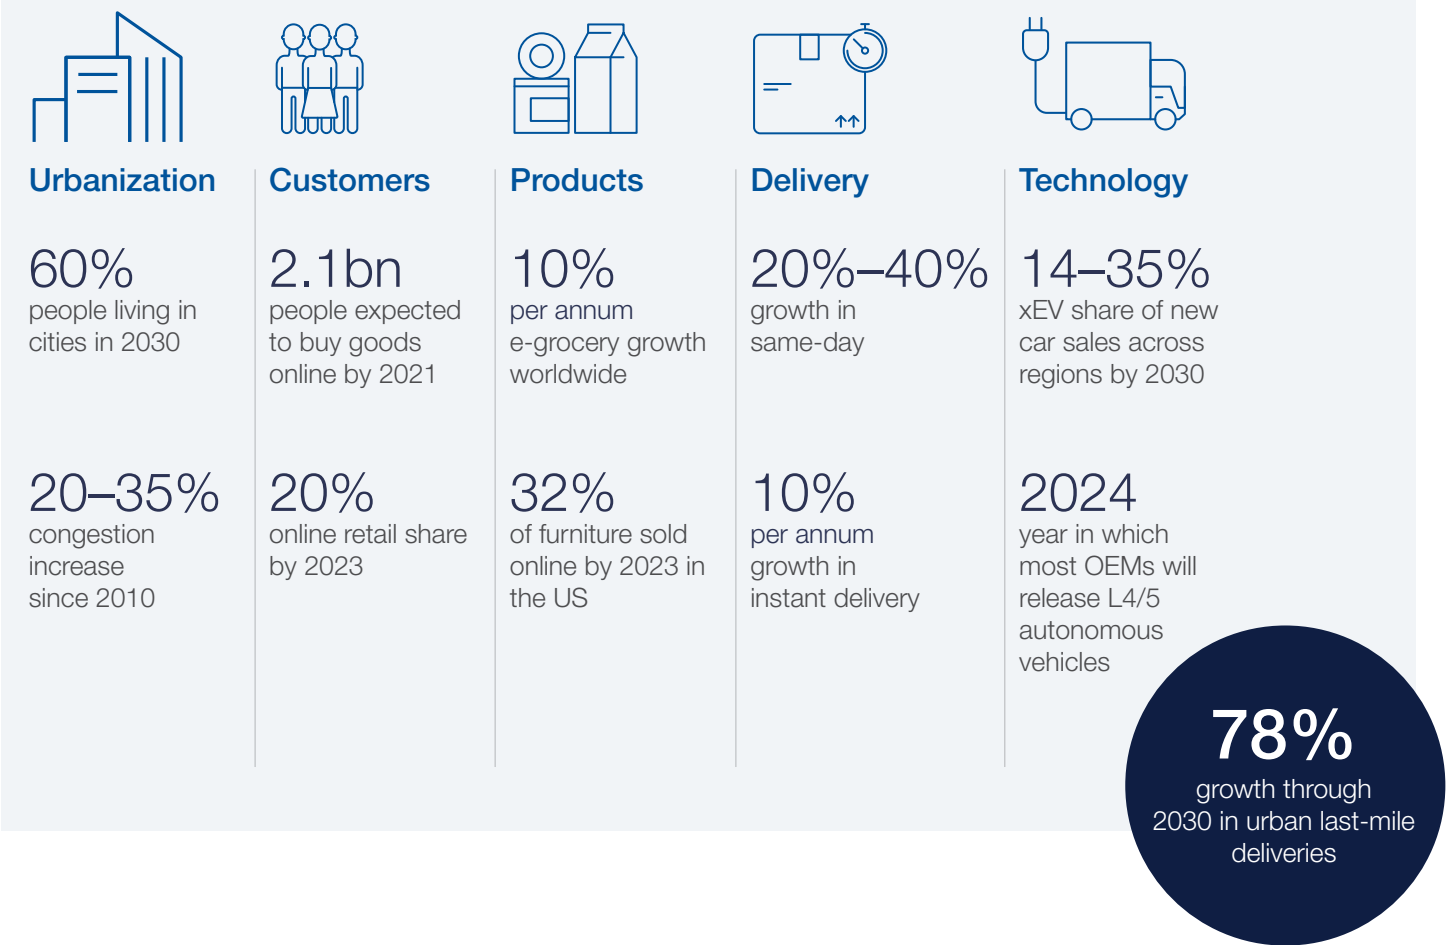 Urbanization
60%
people living in
cities in 2030
20–35%
congestion
increase
since 2010
Customers
2.1bn
people expected
to buy goods
online by 2021
20%
online retail share
by 2023
Products
10%
per annum
e-grocery growth
worldwide
32%
of furniture sold
online by 2023 in
the US
Delivery
20%–40%
growth in
same-day
10%
per annum
growth in
instant delivery
Technology
14–35%
xEV share of new
car sales across
regions by 2030
2024
year in which
most OEMs will
release L4/5
autonomous
vehicles
78%
growth through
2030 in urban last-mile
deliveries